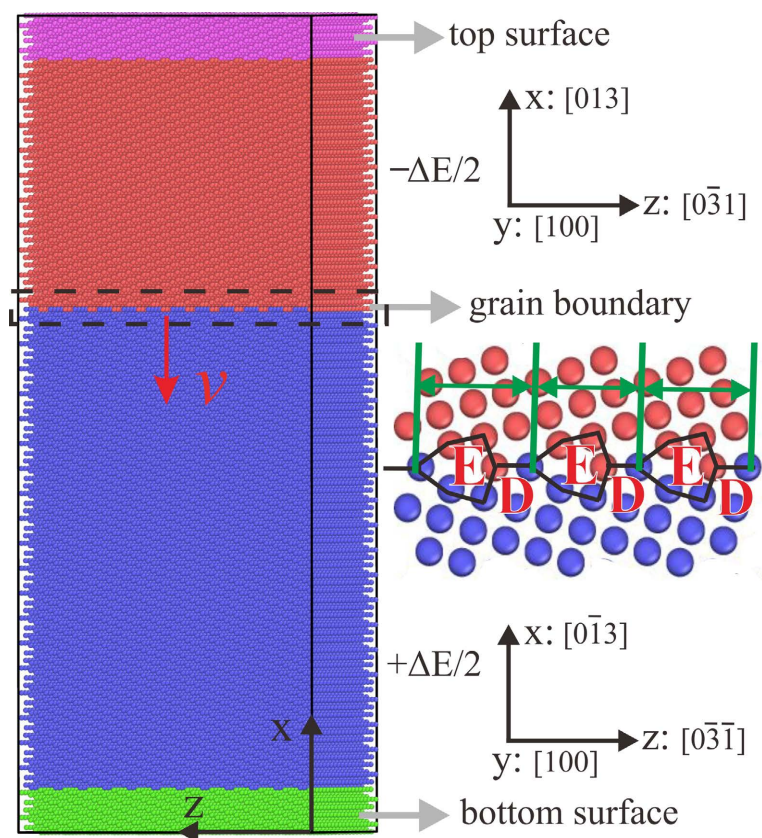 top surface
x: [013]
−ΔE/2
z: [03̄1]
y: [100]
grain boundary
v
E E E
D D D
x: [01̄3]
+ΔE/2
z: [03̄1̄]
y: [100]
x
z
bottom surface